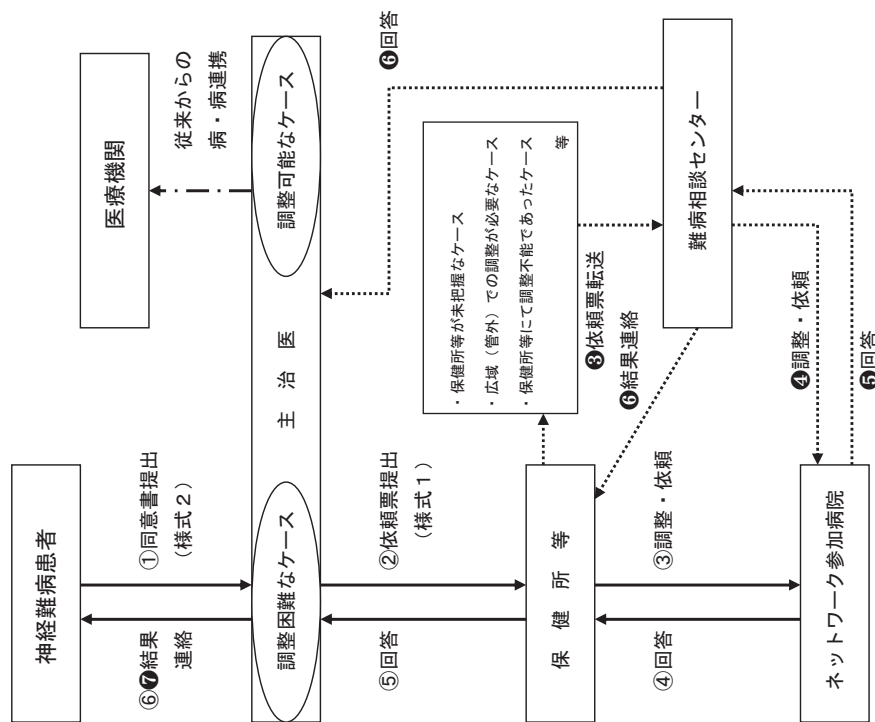 神経難病患者
医療機関
⑥❼結果
連絡
①同意書提出
（様式２）
従来からの
病・病連携
調整困難なケース
主治医
調整可能なケース
⑤回答
②依頼票提出
（様式１）
❻回答
保健所等
・保健所等が未把握なケース
・広域（管外）での調整が必要なケース
・保健所等にて調整不能であったケース
等
❸依頼票転送
❻結果連絡
難病相談センター
④回答
③調整・依頼
❹調整・依頼
❺回答
ネットワーク参加病院